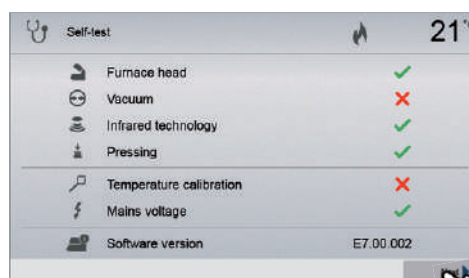 Self-test 21°
Furnace head
Vacuum
Infrared technology
Pressing
Temperature calibration
Mains voltage
Software version E7.00.002